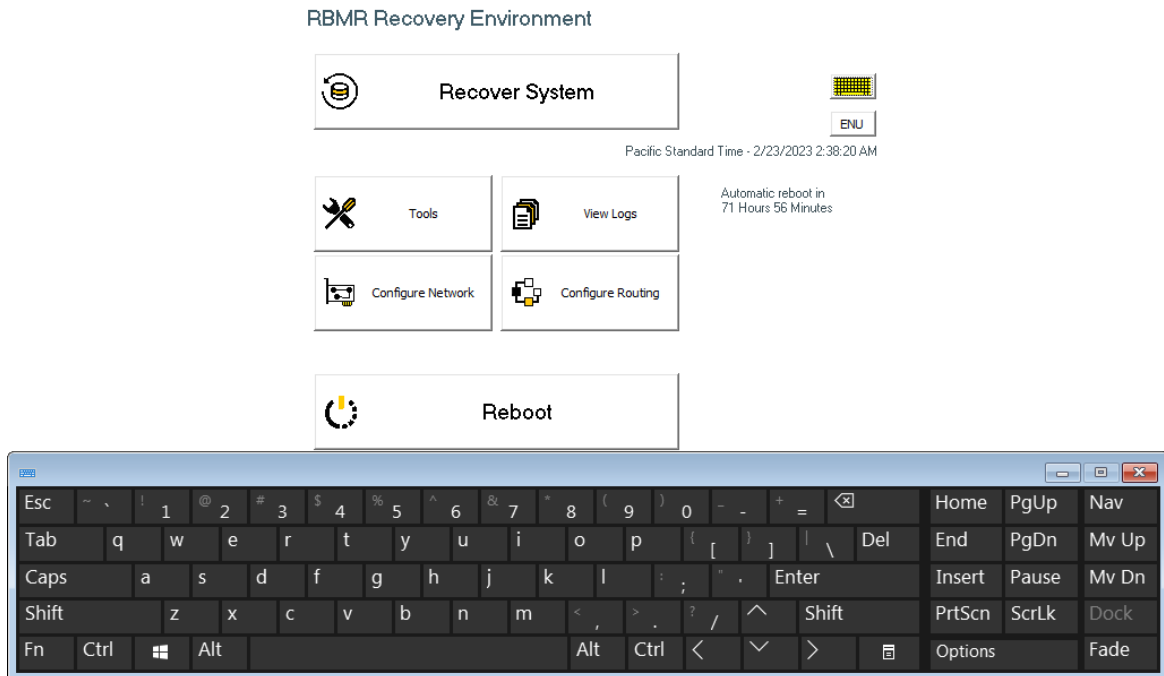 RBMR Recovery Environment
Recover System
ENU
Pacific Standard Time - 2/23/2023 2:38:20 AM
Tools
View Logs
Automatic reboot in
71 Hours 56 Minutes
Configure Network
Configure Routing
Reboot
Esc ~ ` ! 1 @ 2 # 3 $ 4 % 5 ^ 6 & 7 * 8 ( 9 ) 0 _ - + = Home PgUp Nav
Tab q w e r t y u i o p { [ } ] | \ Del End PgDn Mv Up
Caps a s d f g h j k l : ; " ' Enter Insert Pause Mv Dn
Shift z x c v b n m < , > . ? / Shift PrtScn ScrLk Dock
Fn Ctrl Alt Alt Ctrl Options Fade